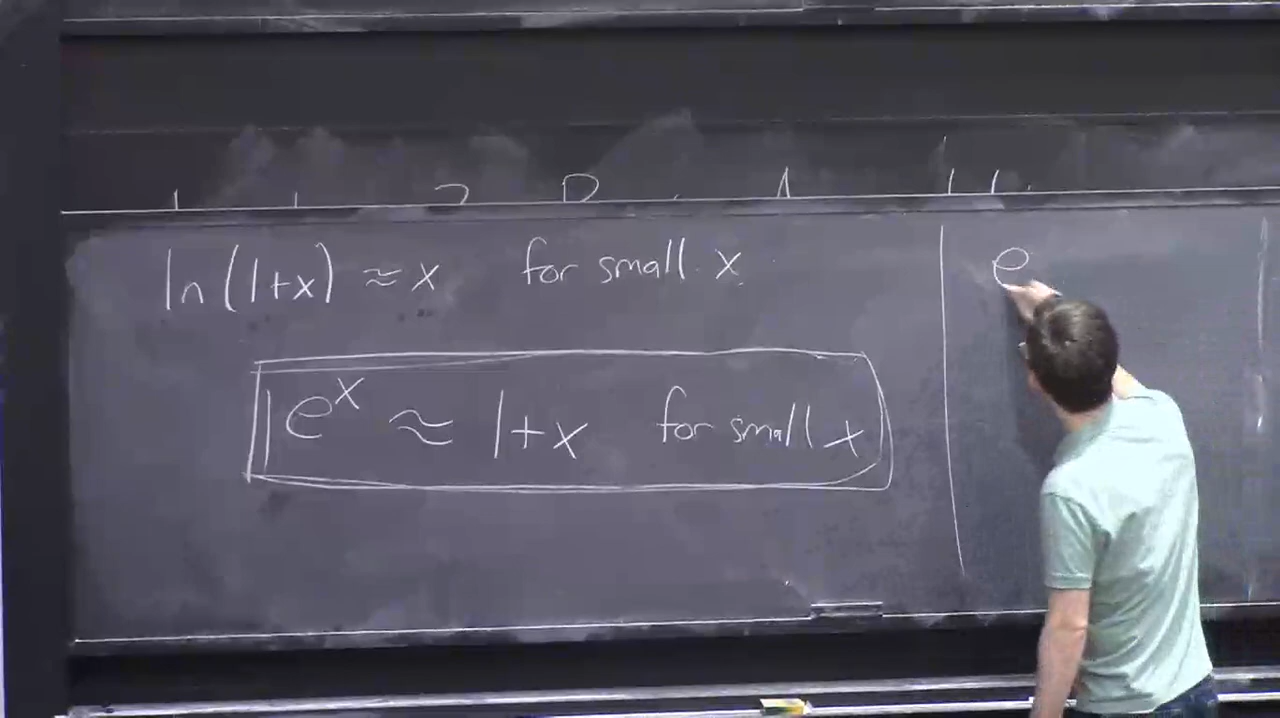 ln(1+x) ≈ x for small x
e^x ≈ 1+x for small x
e